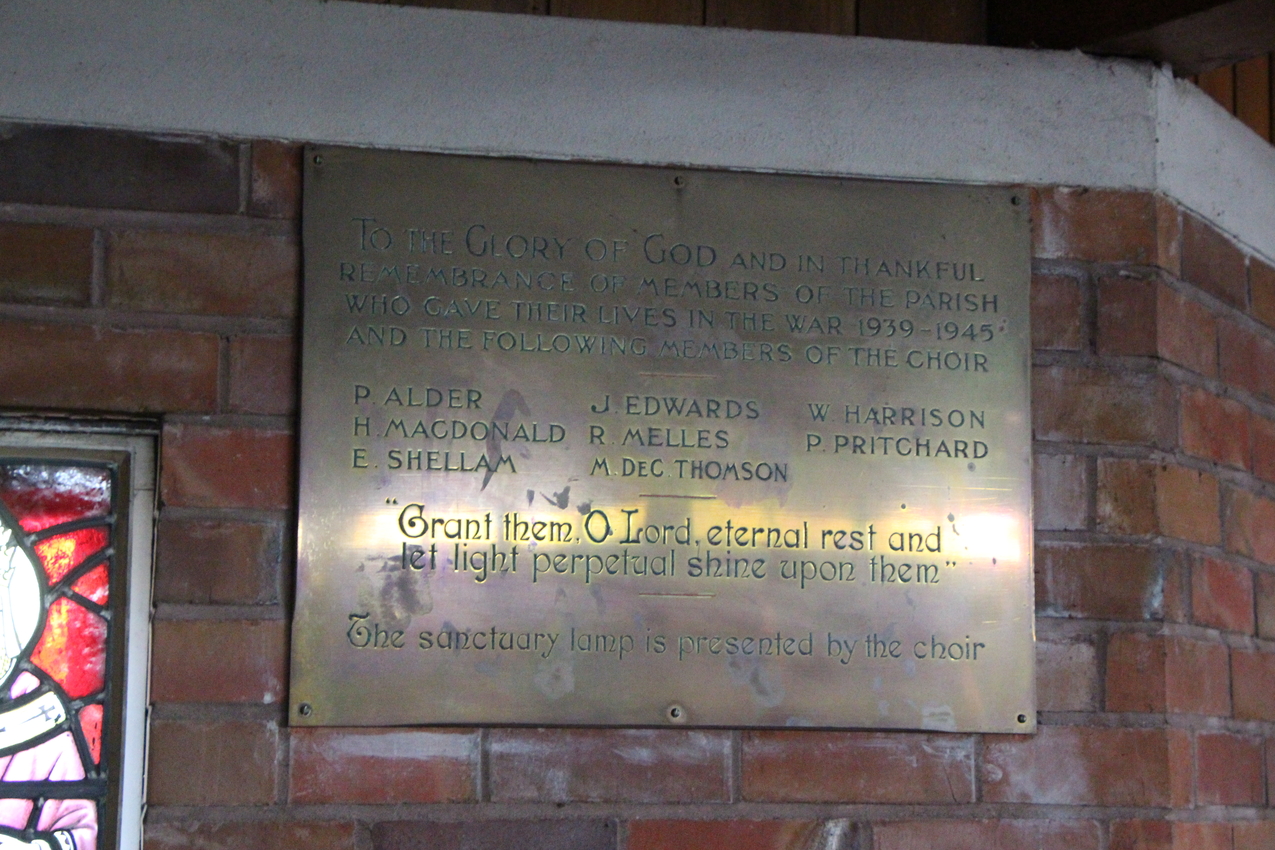 TO THE GLORY OF GOD AND IN THANKFUL
REMEMBRANCE OF MEMBERS OF THE PARISH
WHO GAVE THEIR LIVES IN THE WAR 1939-1945
AND THE FOLLOWING MEMBERS OF THE CHOIR
P. ALDER J. EDWARDS W. HARRISON
H. MACDONALD R. MELLES P. PRITCHARD
E. SHELLAM M. DEC. THOMSON
"Grant them, O Lord, eternal rest and
let light perpetual shine upon them"
The sanctuary lamp is presented by the choir